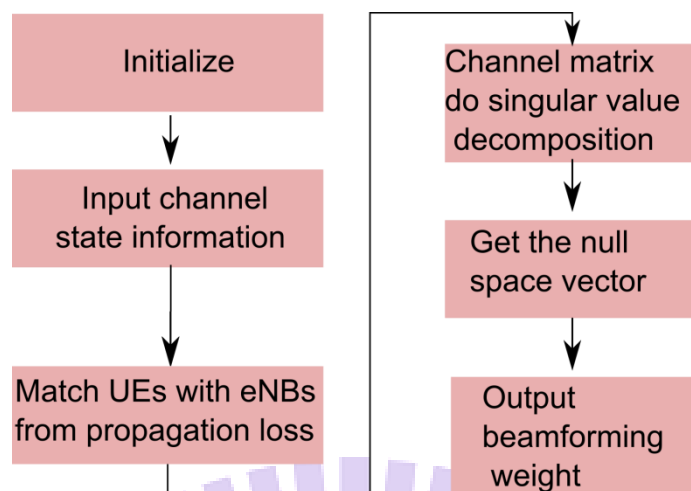 Initialize
Input channel
state information
Match UEs with eNBs
from propagation loss
Channel matrix
do singular value
decomposition
Get the null
space vector
Output
beamforming
weight